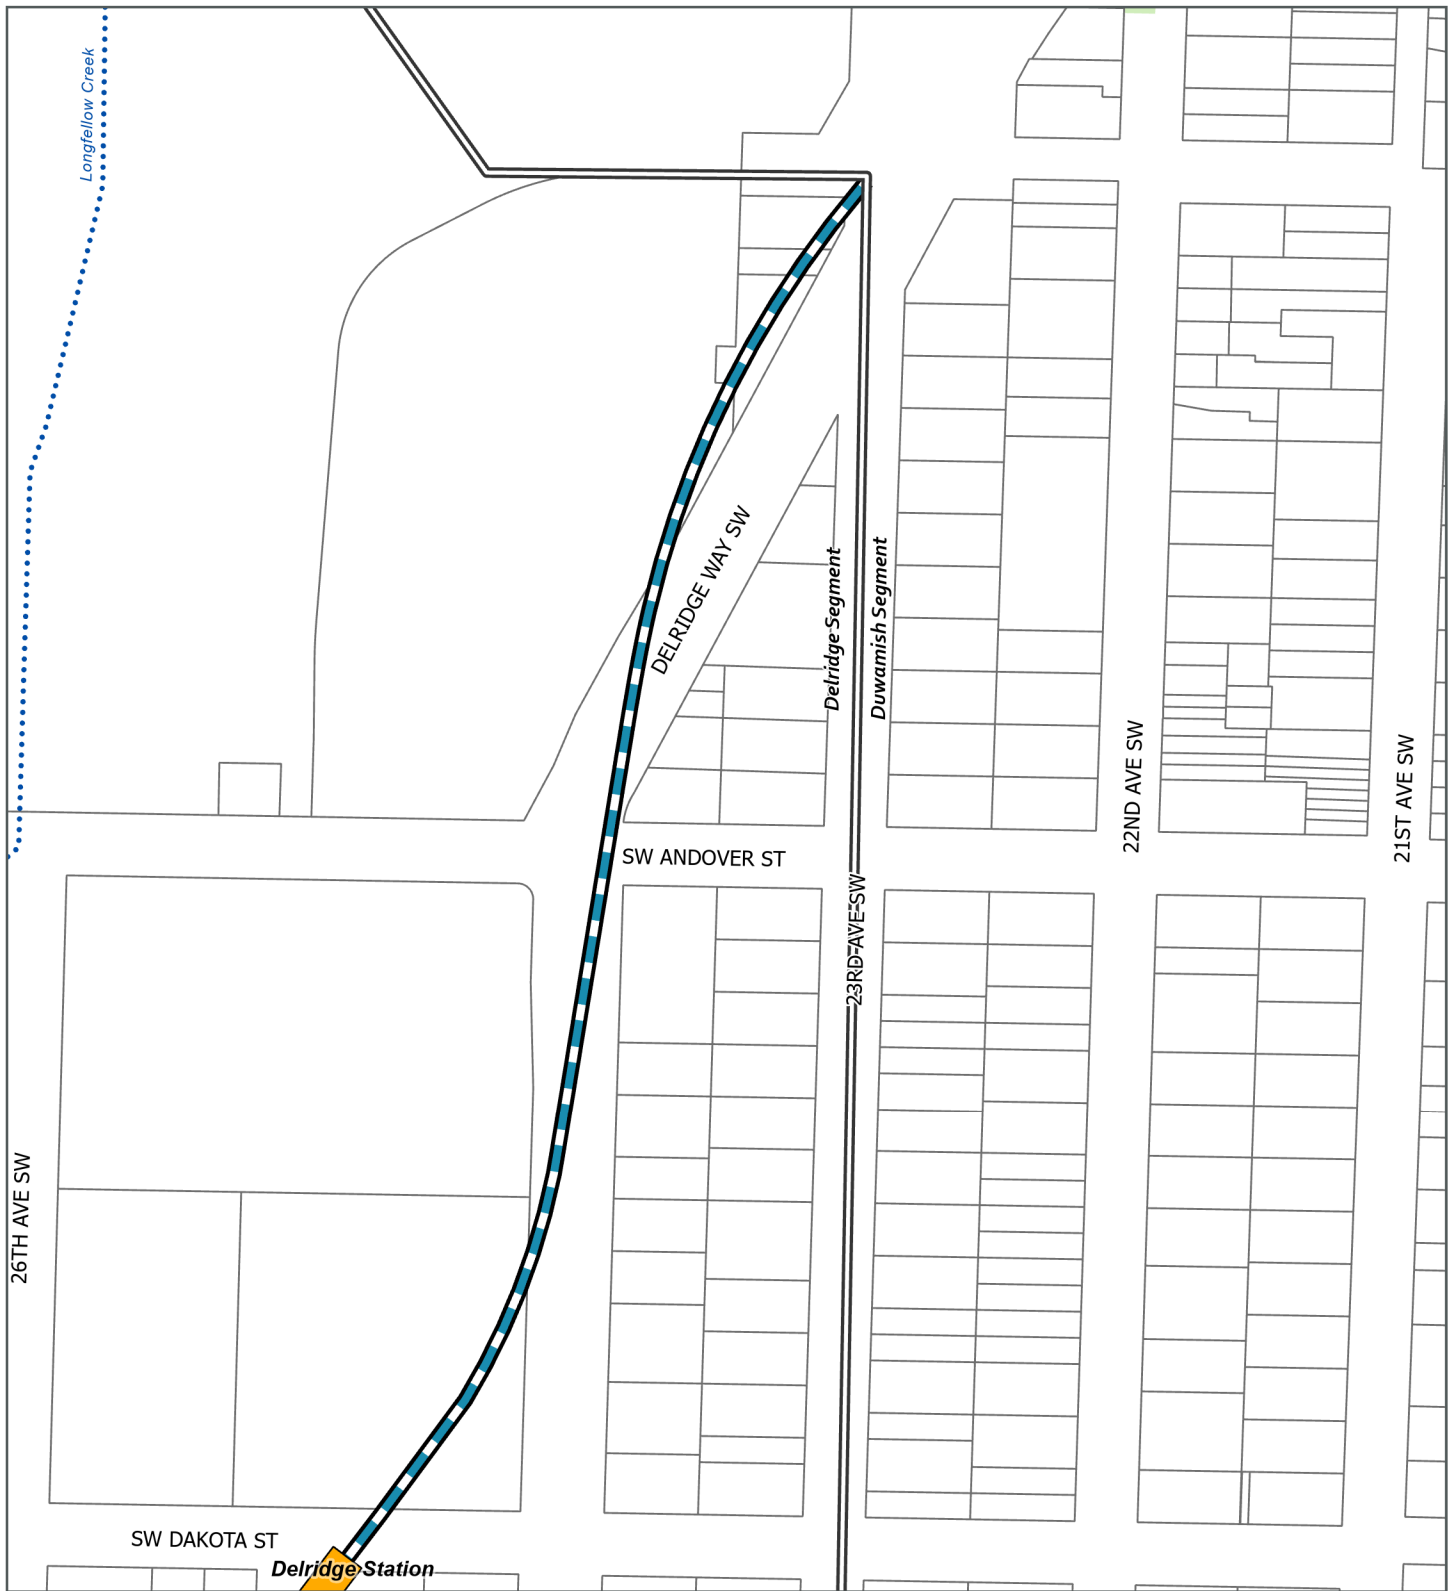 Longfellow Creek
DELRIDGE WAY SW
Delridge Segment
Duwamish Segment
22ND AVE SW
21ST AVE SW
SW ANDOVER ST
23RD AVE SW
26TH AVE SW
SW DAKOTA ST
Delridge Station